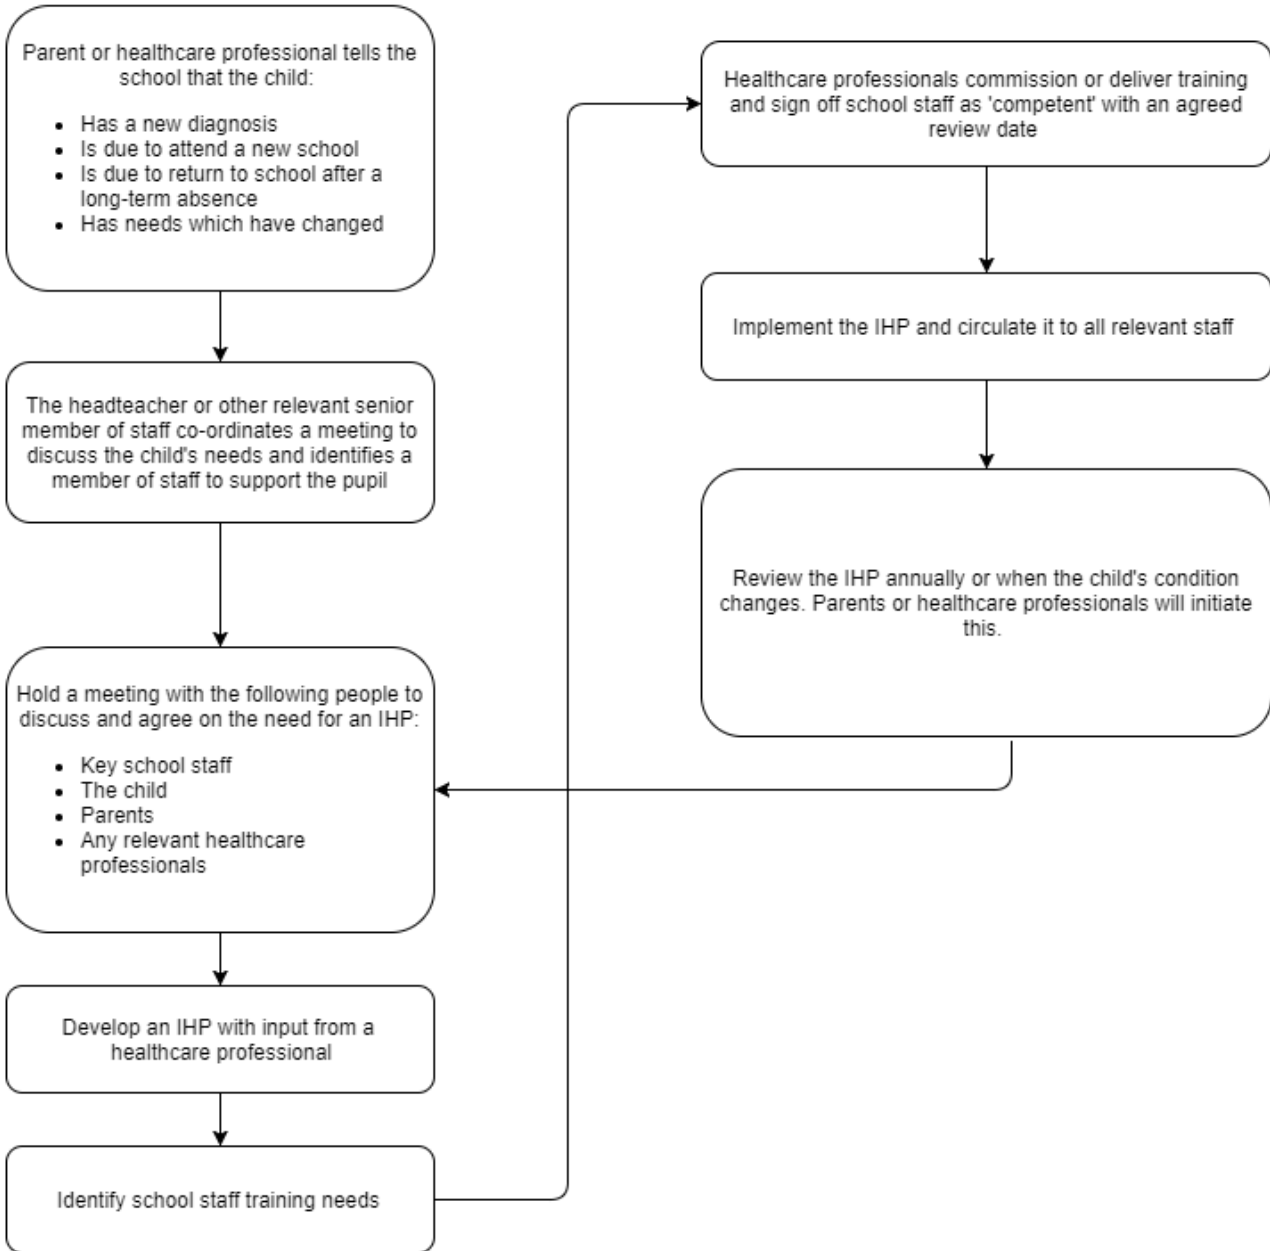 Parent or healthcare professional tells the
school that the child:
• Has a new diagnosis
• Is due to attend a new school
• Is due to return to school after a
long-term absence
• Has needs which have changed
The headteacher or other relevant senior
member of staff co-ordinates a meeting to
discuss the child's needs and identifies a
member of staff to support the pupil
Hold a meeting with the following people to
discuss and agree on the need for an IHP:
• Key school staff
• The child
• Parents
• Any relevant healthcare
professionals
Develop an IHP with input from a
healthcare professional
Identify school staff training needs
Healthcare professionals commission or deliver training
and sign off school staff as 'competent' with an agreed
review date
Implement the IHP and circulate it to all relevant staff
Review the IHP annually or when the child's condition
changes. Parents or healthcare professionals will initiate
this.